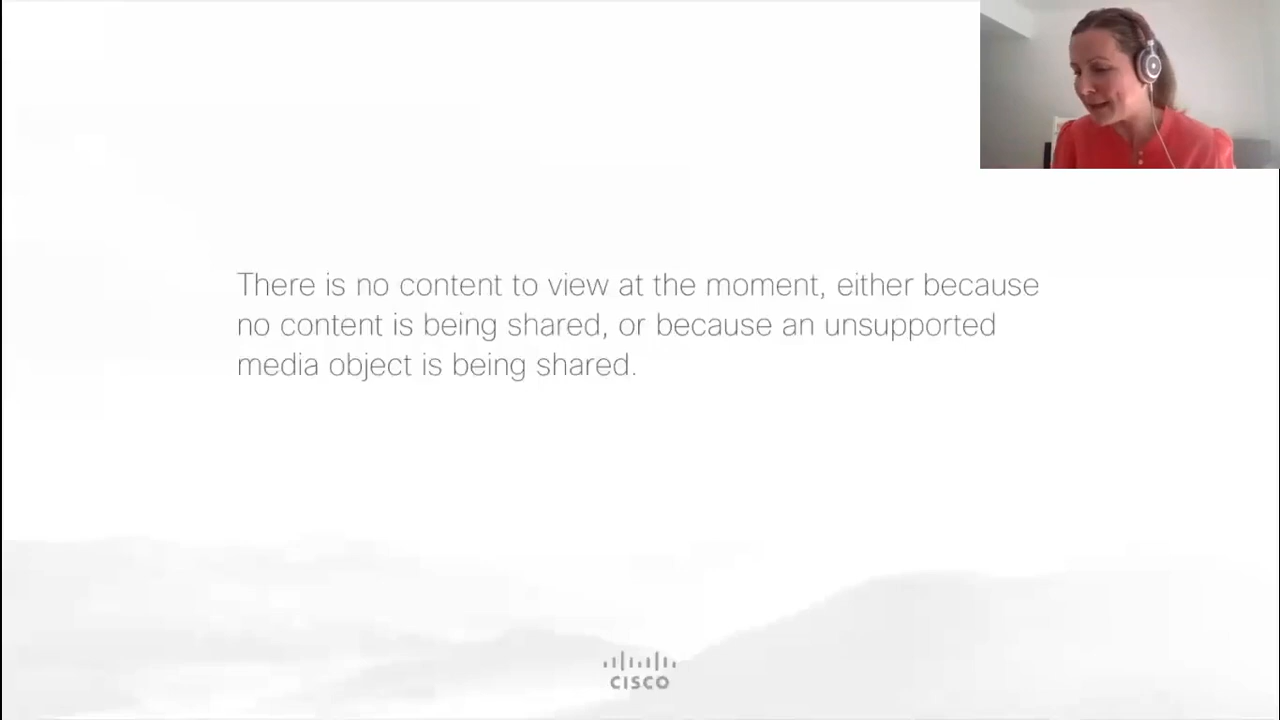 There is no content to view at the moment, either because
no content is being shared, or because an unsupported
media object is being shared.
CISCO